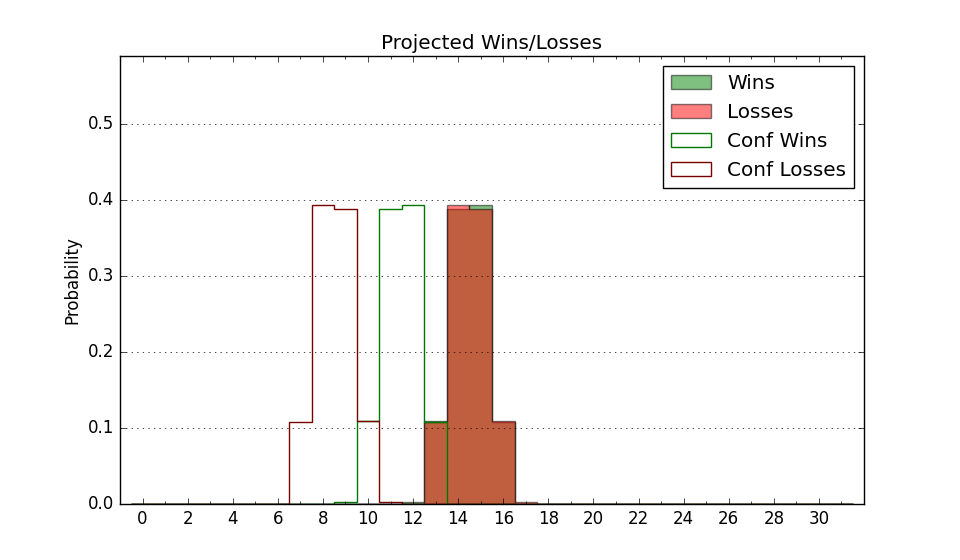 Projected Wins/Losses
Wins
Losses
Conf Wins
Conf Losses
Probability
0.5
0.4
0.3
0.2
0.1
0.0
0 2 4 6 8 10 12 14 16 18 20 22 24 26 28 30